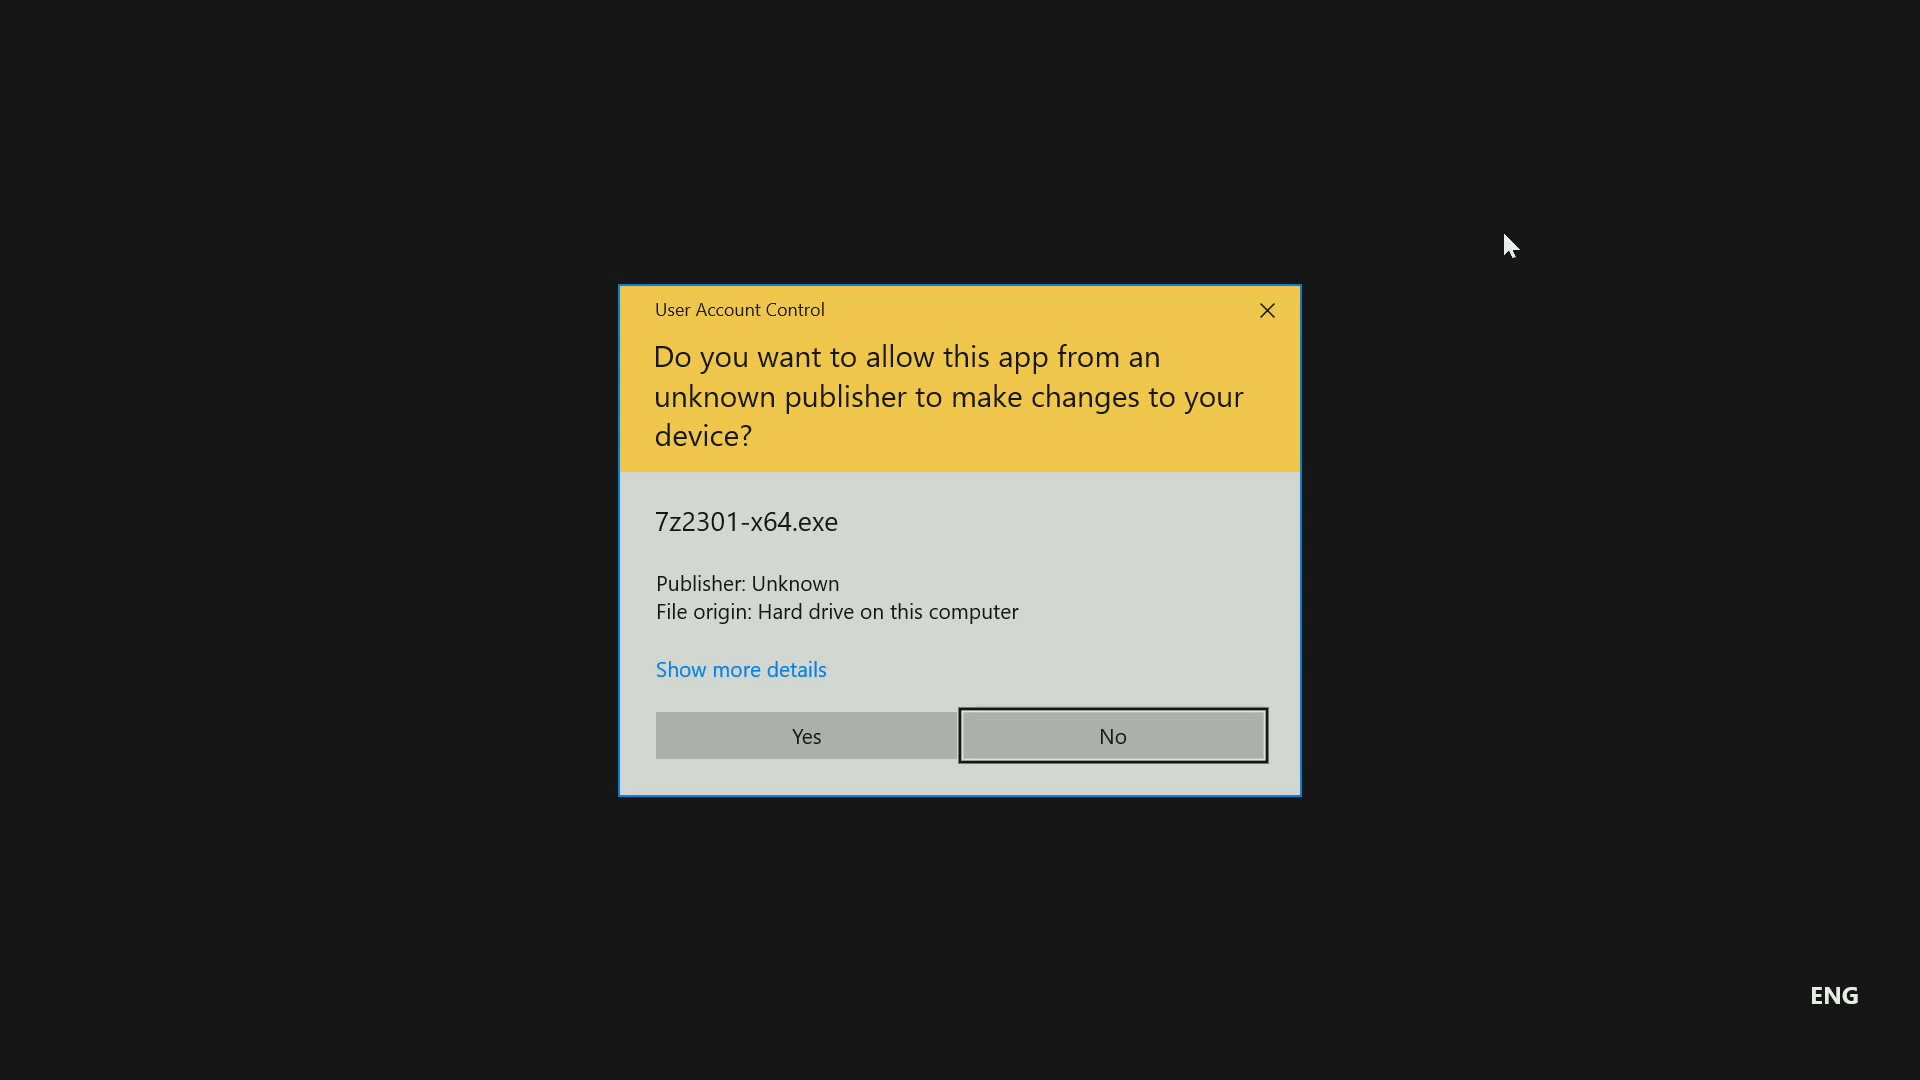 User Account Control
Do you want to allow this app from an
unknown publisher to make changes to your
device?
7z2301-x64.exe
Publisher: Unknown
File origin: Hard drive on this computer
Show more details
Yes
No
ENG